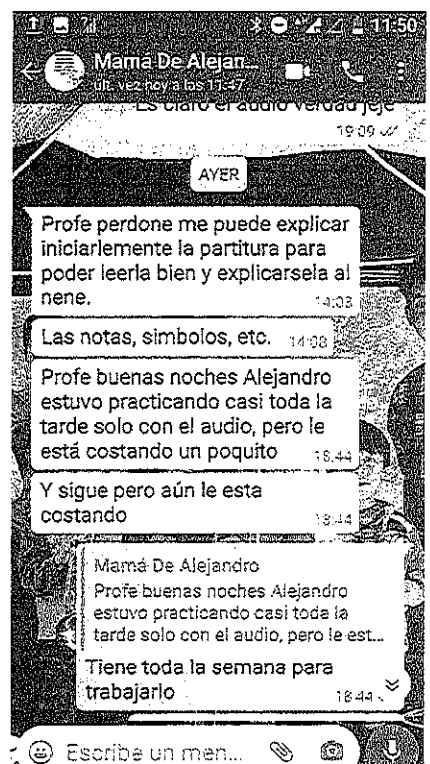 11:50
Mamá De Alejan...
últ. vez hoy a las 11:47
Es claro el audio verdad jeje
19:09
AYER
Profe perdone me puede explicar
iniciarlemente la partitura para
poder leerla bien y explicarsela al
nene.
Las notas, simbolos, etc. 14:08
Profe buenas noches Alejandro
estuvo practicando casi toda la
tarde solo con el audio, pero le
está costando un poquito 18:44
Y sigue pero aún le esta
costando 18:44
Mamá De Alejandro
Profe buenas noches Alejandro
estuvo practicando casi toda la
tarde solo con el audio, pero le est...
Tiene toda la semana para
trabajarlo 18:44
Escribe un men...